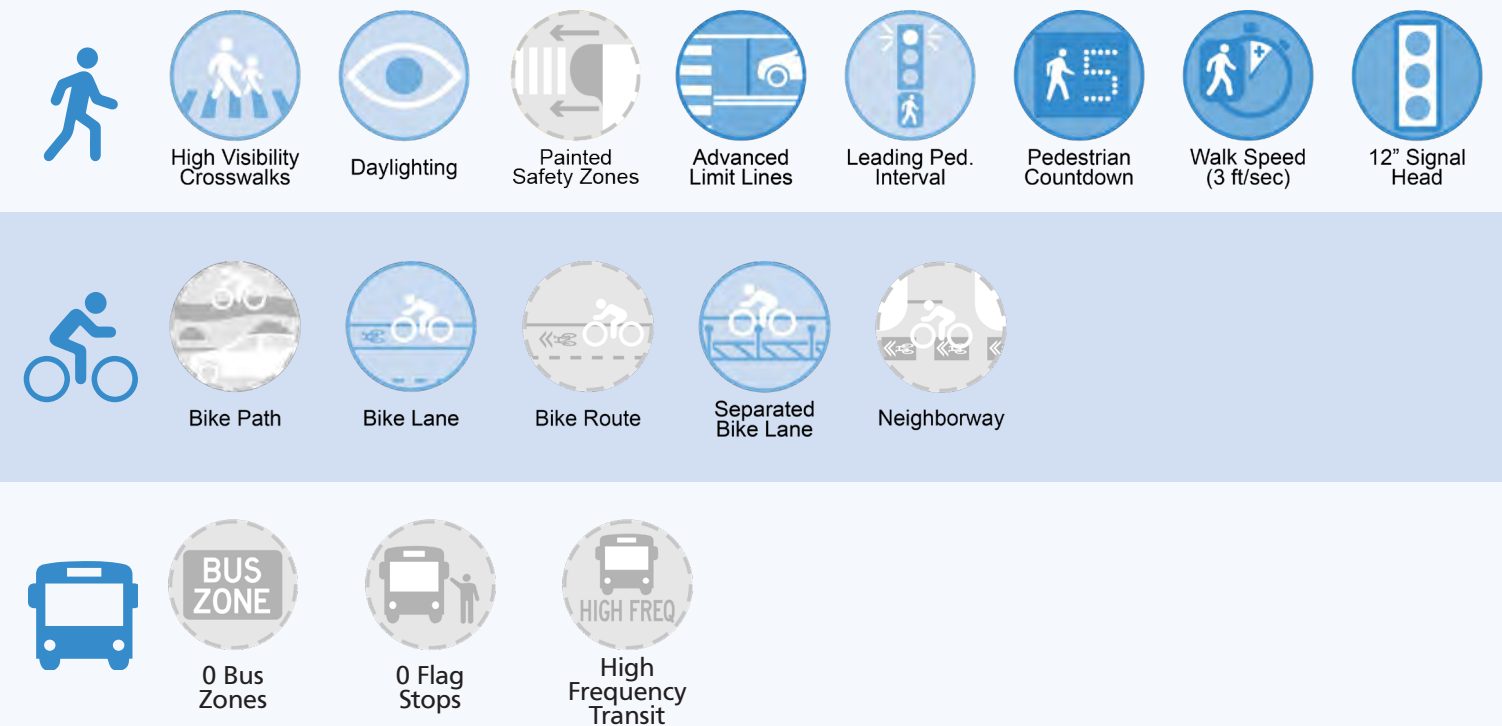 5
High Visibility
Crosswalks
Daylighting
Painted
Safety Zones
Advanced
Limit Lines
Leading Ped.
Interval
Pedestrian
Countdown
Walk Speed
(3 ft/sec)
12” Signal
Head
Bike Path
Bike Lane
Bike Route
Separated
Bike Lane
Neighborway
BUS
ZONE
HIGH FREQ
0 Bus
Zones
0 Flag
Stops
High
Frequency
Transit